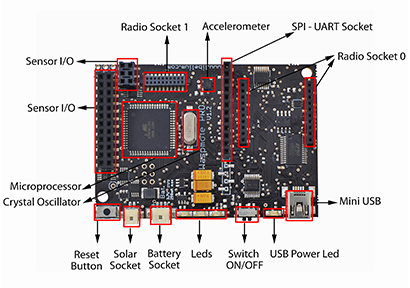 Radio Socket 1
Accelerometer
SPI - UART Socket
Sensor I/O
Radio Socket 0
Sensor I/O
Microprocessor
Crystal Oscillator
Mini USB
Reset
Button
Solar
Socket
Battery
Socket
Leds
Switch
ON/OFF
USB Power Led